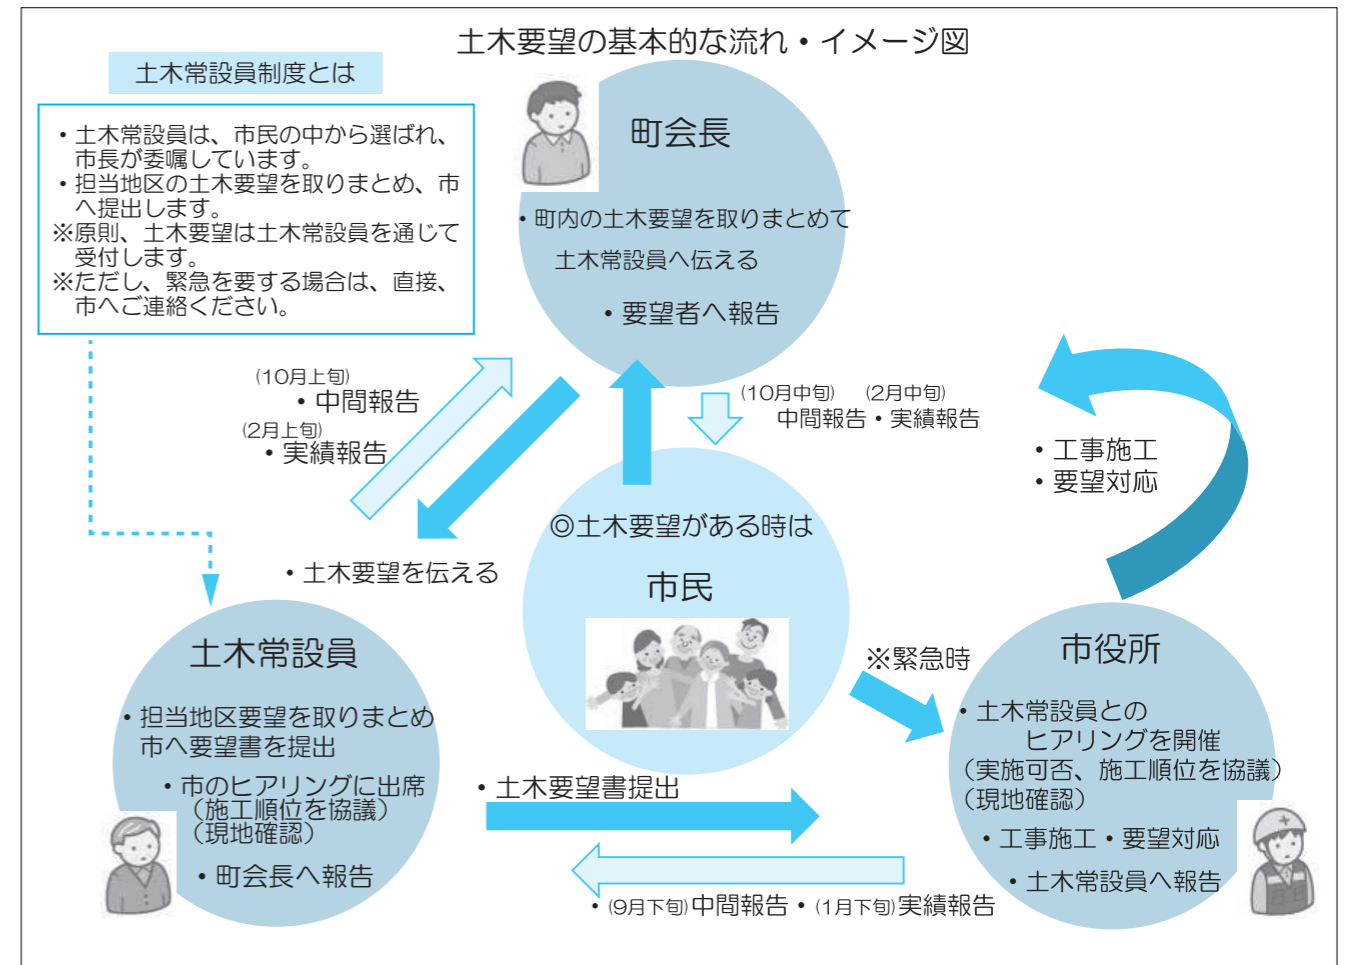 土木要望の基本的な流れ・イメージ図
土木常設員制度とは
・土木常設員は、市民の中から選ばれ、
市長が委嘱しています。
・担当地区の土木要望を取りまとめ、市
へ提出します。
※原則、土木要望は土木常設員を通じて
受付します。
※ただし、緊急を要する場合は、直接、
市へご連絡ください。
町会長
・町内の土木要望を取りまとめて
土木常設員へ伝える
・要望者へ報告
(10月上旬)
・中間報告
(2月上旬)
・実績報告
(10月中旬) (2月中旬)
中間報告・実績報告
・工事施工
・要望対応
・土木要望を伝える
◎土木要望がある時は
市民
※緊急時
土木常設員
・担当地区要望を取りまとめ
市へ要望書を提出
・市のヒアリングに出席
(施工順位を協議)
(現地確認)
・町会長へ報告
・土木要望書提出
・(9月下旬)中間報告・(1月下旬)実績報告
市役所
・土木常設員との
ヒアリングを開催
(実施可否、施工順位を協議)
(現地確認)
・工事施工・要望対応
・土木常設員へ報告